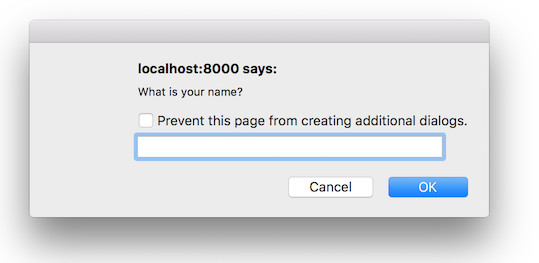 localhost:8000 says:
What is your name?
Prevent this page from creating additional dialogs.
Cancel OK